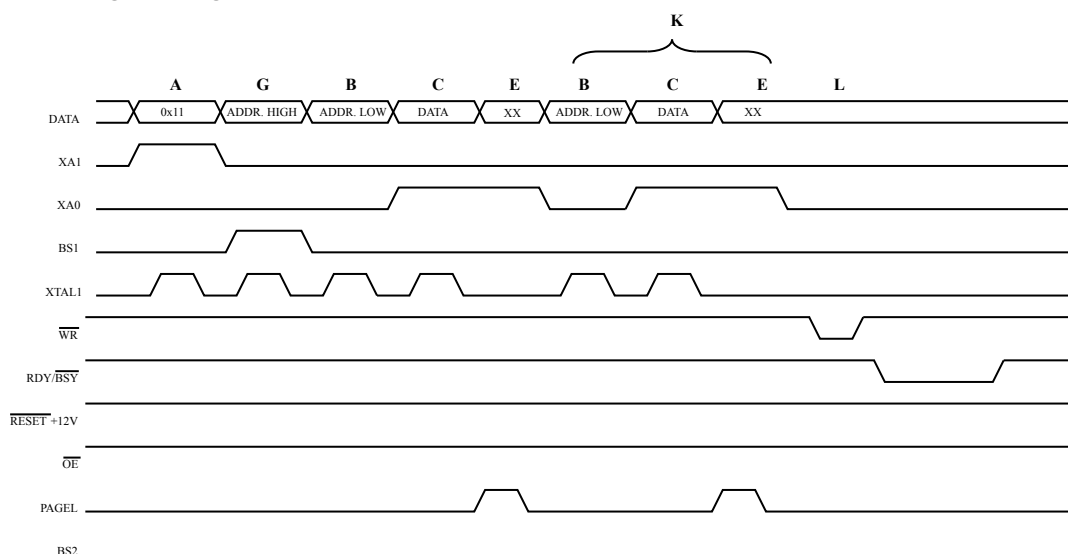 K
A G B C E B C E L
DATA 0x11 ADDR. HIGH ADDR. LOW DATA XX ADDR. LOW DATA XX
XA1
XA0
BS1
XTAL1
WR
RDY/BSY
RESET +12V
OE
PAGEL
BS2